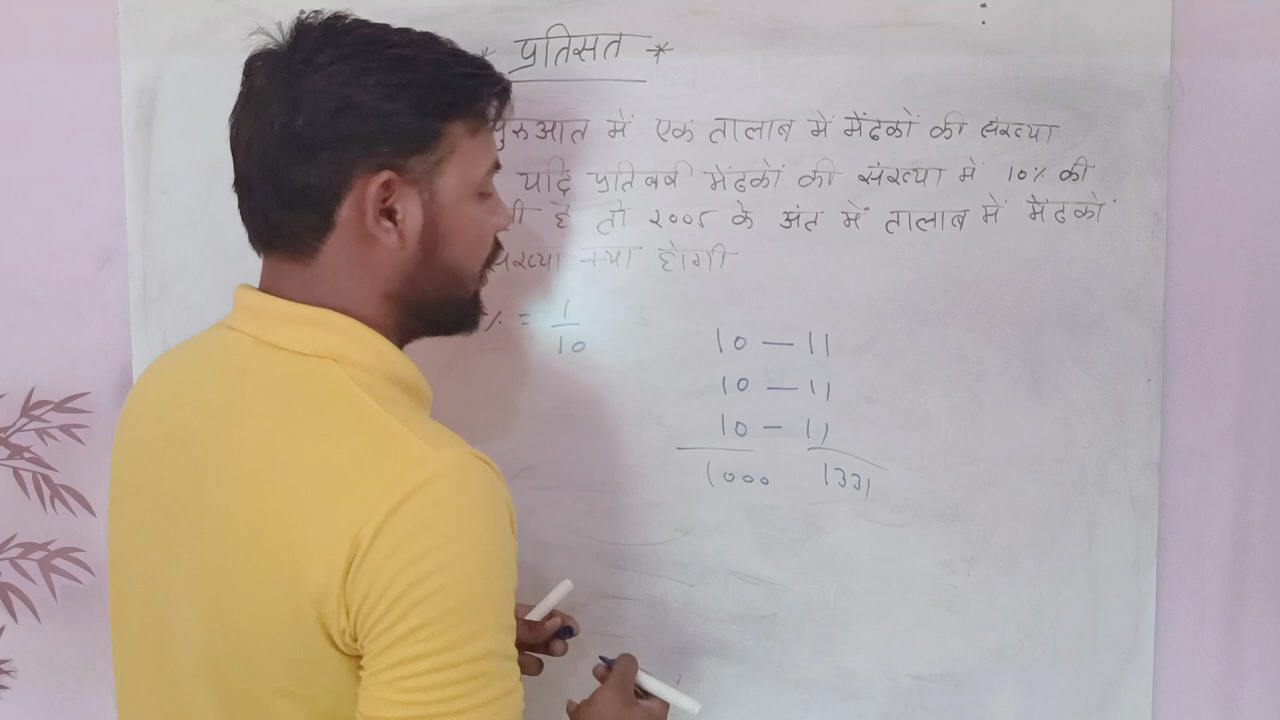 * प्रतिसत *
शुरुआत में एक तालाब में मेंढकों की संख्या
यदि प्रतिवर्ष मेंढकों की संख्या में 10% की
है तो २००५ के अंत में तालाब में मेंढकों
संख्या क्या होगी
% = 1/10
10 — 11
10 — 11
10 — 11
1000 1331